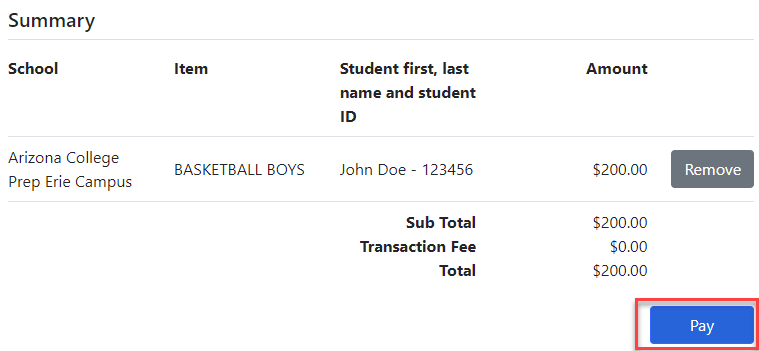 Summary
School Item Student first, last name and student ID Amount
Arizona College Prep Erie Campus BASKETBALL BOYS John Doe - 123456 $200.00 Remove
Sub Total $200.00
Transaction Fee $0.00
Total $200.00
Pay